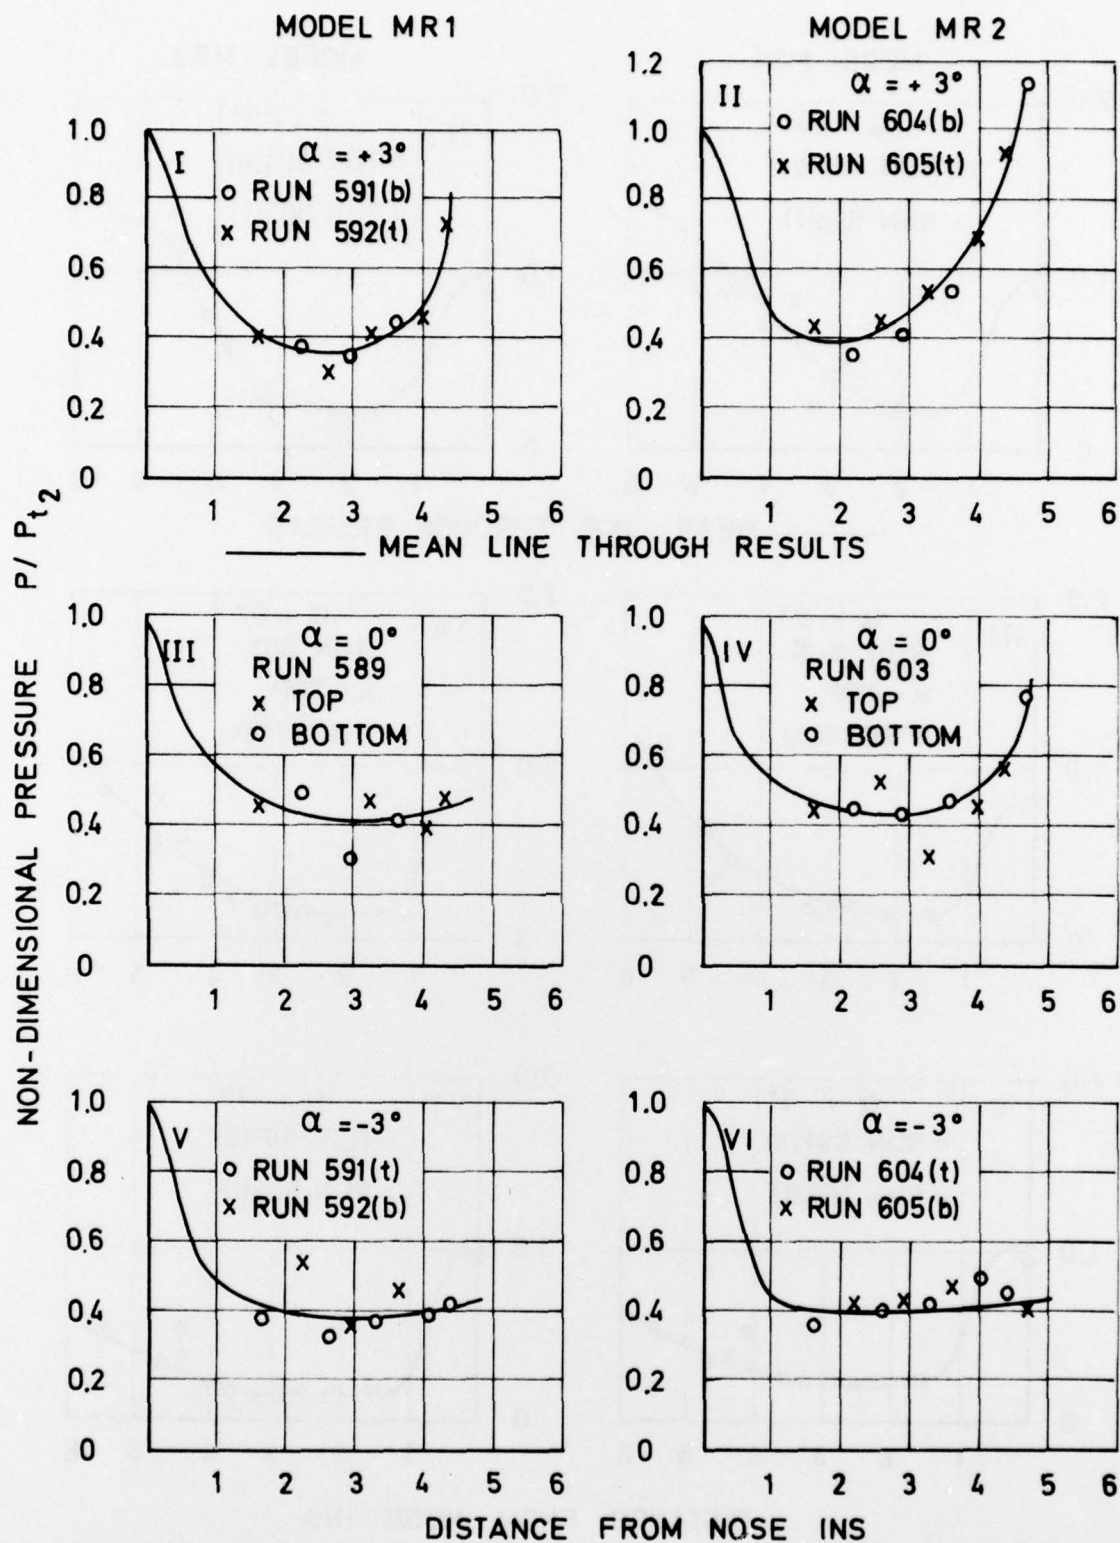 MODEL MR1
MODEL MR2
I
α = +3°
o RUN 591(b)
x RUN 592(t)
1.0
0.8
0.6
0.4
0.2
0
1 2 3 4 5 6
II
α = +3°
o RUN 604(b)
x RUN 605(t)
1.2
1.0
0.8
0.6
0.4
0.2
0
1 2 3 4 5 6
NON-DIMENSIONAL PRESSURE P/Pt2
MEAN LINE THROUGH RESULTS
III
α = 0°
RUN 589
x TOP
o BOTTOM
1.0
0.8
0.6
0.4
0.2
0
1 2 3 4 5 6
IV
α = 0°
RUN 603
x TOP
o BOTTOM
1.0
0.8
0.6
0.4
0.2
0
1 2 3 4 5 6
V
α = -3°
o RUN 591(t)
x RUN 592(b)
1.0
0.8
0.6
0.4
0.2
0
1 2 3 4 5 6
VI
α = -3°
o RUN 604(t)
x RUN 605(b)
1.0
0.8
0.6
0.4
0.2
0
1 2 3 4 5 6
DISTANCE FROM NOSE INS